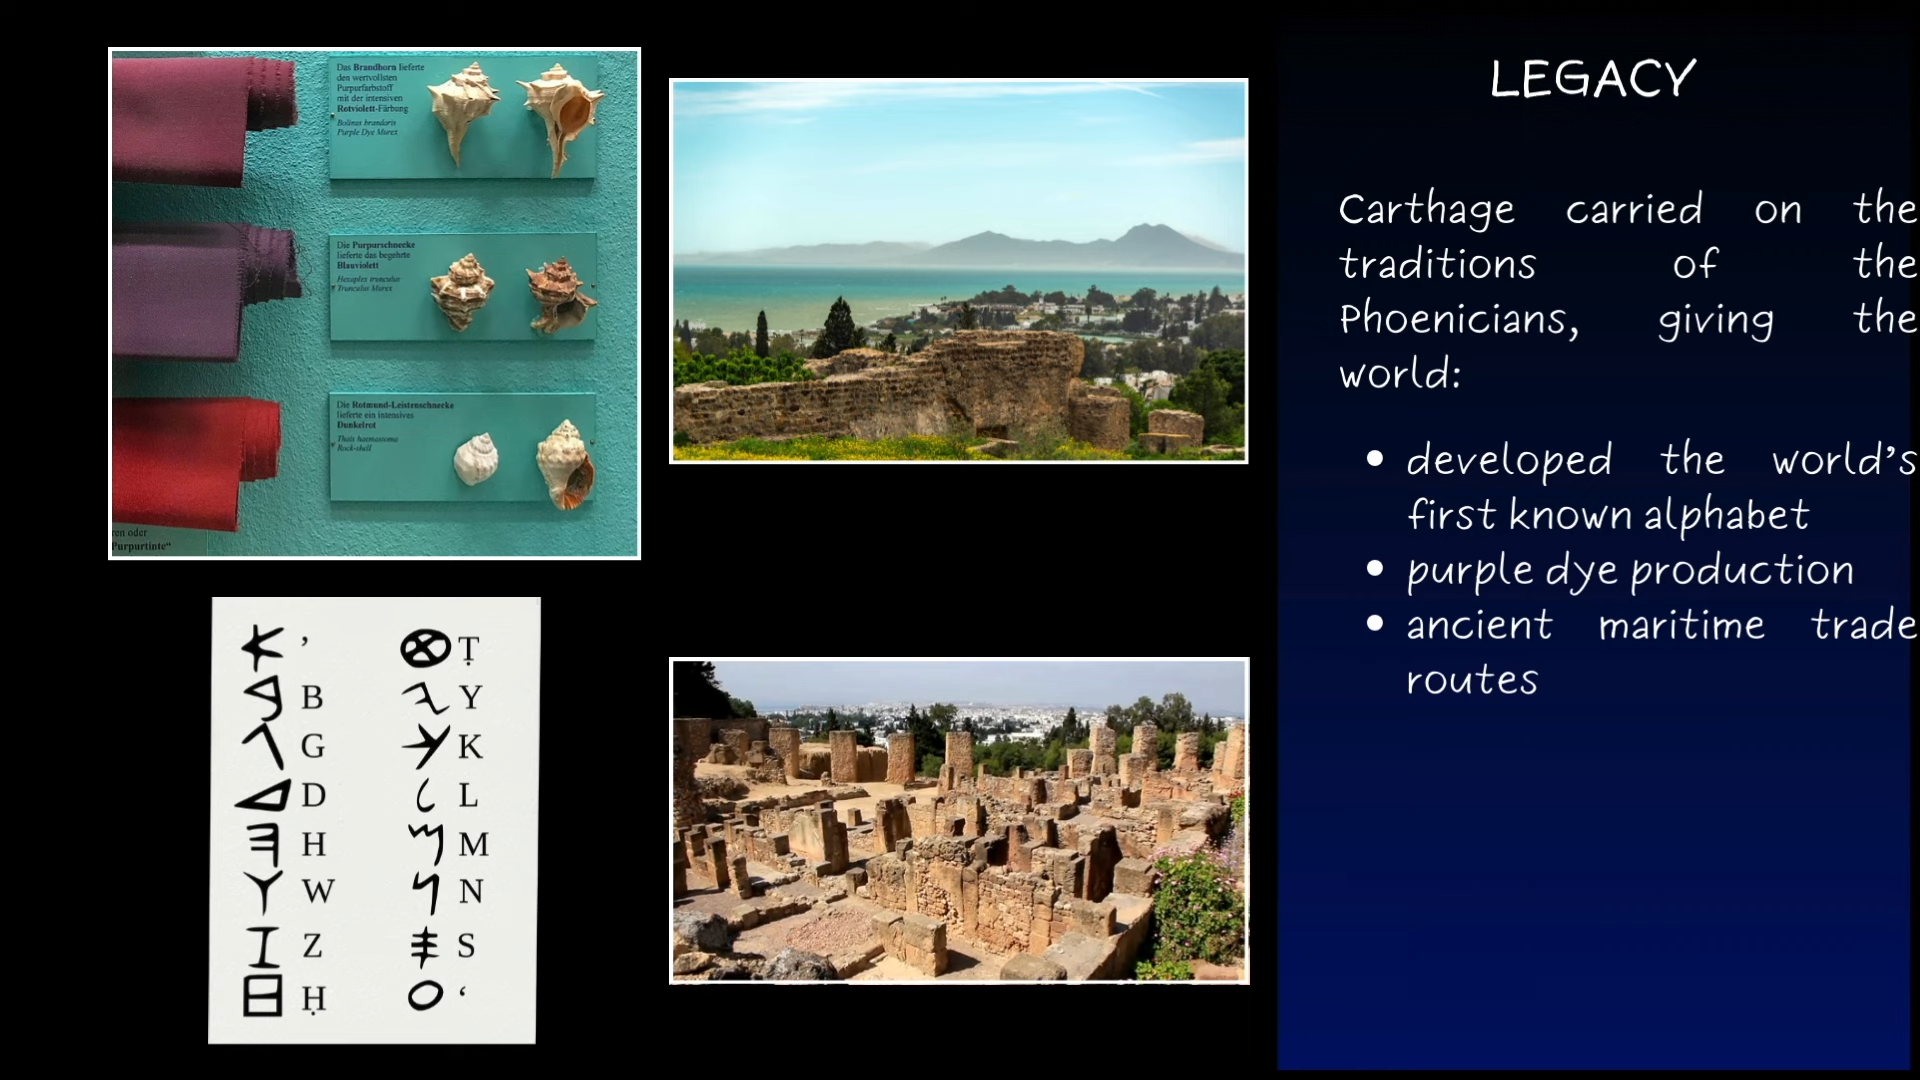 Das Brandhorn lieferte
den wertvollsten
Purpurfarbstoff
mit der intensiven
Rotviolett-Färbung
Bolinus brandaris
Purple Dye Murex
Die Purpurschnecke
lieferte das begehrte
Blauviolett
Hexaplex trunculus
Trunculus Murex
Die Rotmund-Leistenschnecke
lieferte ein intensives
Dunkelrot
Thais haemastoma
Rock-shell
ren oder
Purpurtinte"
’ Ṭ
B Y
G K
D L
H M
W N
Z S
Ḥ ‘
LEGACY
Carthage carried on the
traditions of the
Phoenicians, giving the
world:
• developed the world’s
first known alphabet
• purple dye production
• ancient maritime trade
routes